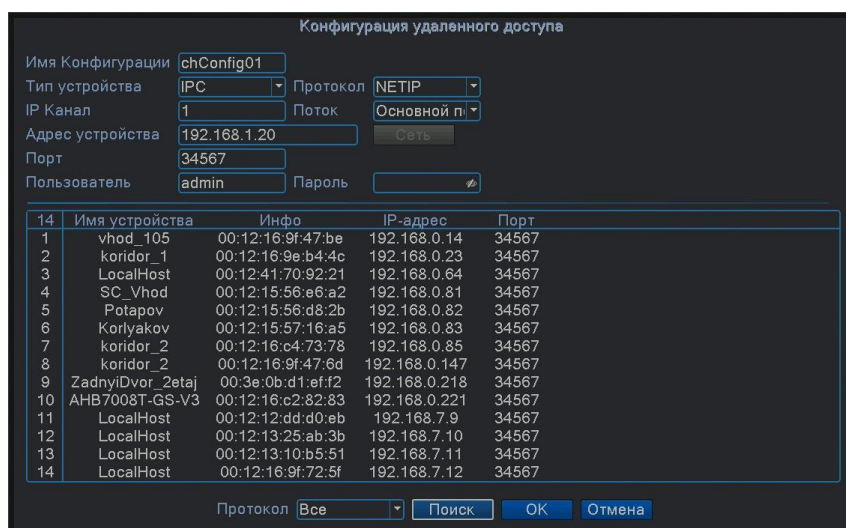 Конфигурация удаленного доступа
Имя Конфигурации chConfig01
Тип устройства IPC Протокол NETIP
IP Канал 1 Поток Основной п
Адрес устройства 192.168.1.20 Сеть
Порт 34567
Пользователь admin Пароль
14 Имя устройства Инфо IP-адрес Порт
1 vhod_105 00:12:16:9f:47:be 192.168.0.14 34567
2 koridor_1 00:12:16:9e:b4:4c 192.168.0.23 34567
3 LocalHost 00:12:41:70:92:21 192.168.0.64 34567
4 SC_Vhod 00:12:15:56:e6:a2 192.168.0.81 34567
5 Potapov 00:12:15:56:d8:2b 192.168.0.82 34567
6 Korlyakov 00:12:15:57:16:a5 192.168.0.83 34567
7 koridor_2 00:12:16:c4:73:78 192.168.0.85 34567
8 koridor_2 00:12:16:9f:47:6d 192.168.0.147 34567
9 ZadnyiDvor_2etaj 00:3e:0b:d1:ef:f2 192.168.0.218 34567
10 AHB7008T-GS-V3 00:12:16:c2:82:83 192.168.0.221 34567
11 LocalHost 00:12:12:dd:d0:eb 192.168.7.9 34567
12 LocalHost 00:12:13:25:ab:3b 192.168.7.10 34567
13 LocalHost 00:12:13:10:b5:51 192.168.7.11 34567
14 LocalHost 00:12:16:9f:72:5f 192.168.7.12 34567
Протокол Все Поиск OK Отмена